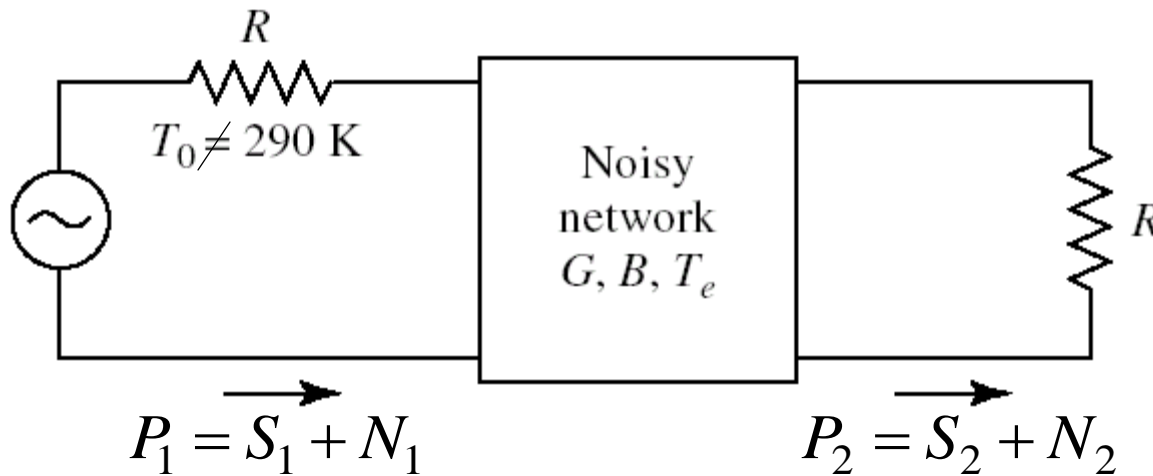 R
T₀ ≠ 290 K
Noisy
network
G, B, Tₑ
R
P₁ = S₁ + N₁
P₂ = S₂ + N₂